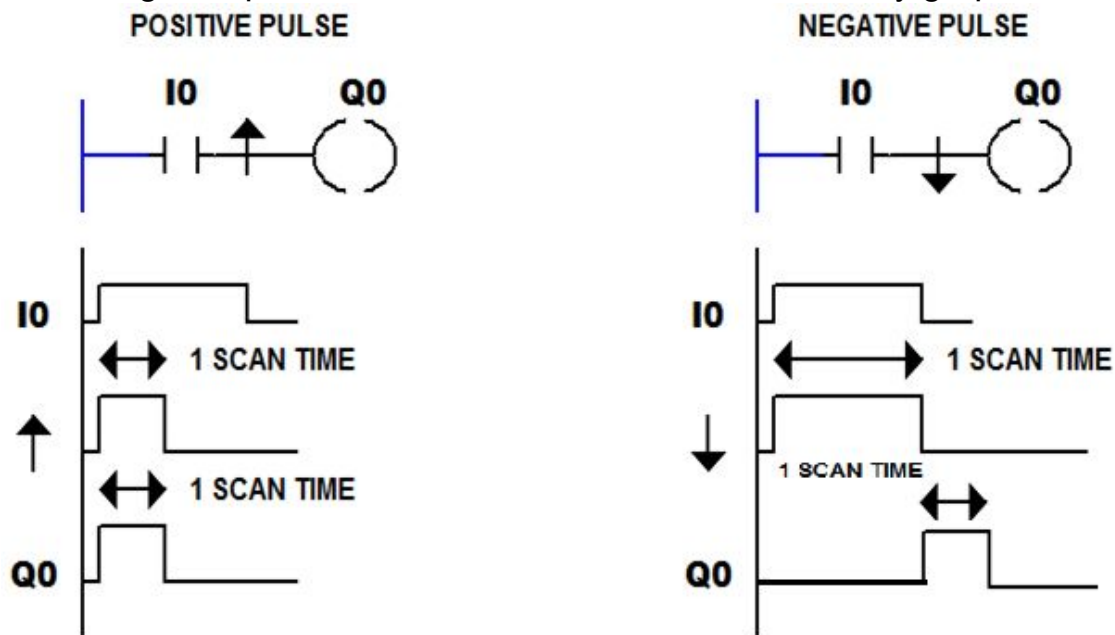 POSITIVE PULSE
I0 Q0
I0
1 SCAN TIME
1 SCAN TIME
Q0
NEGATIVE PULSE
I0 Q0
I0
1 SCAN TIME
1 SCAN TIME
Q0